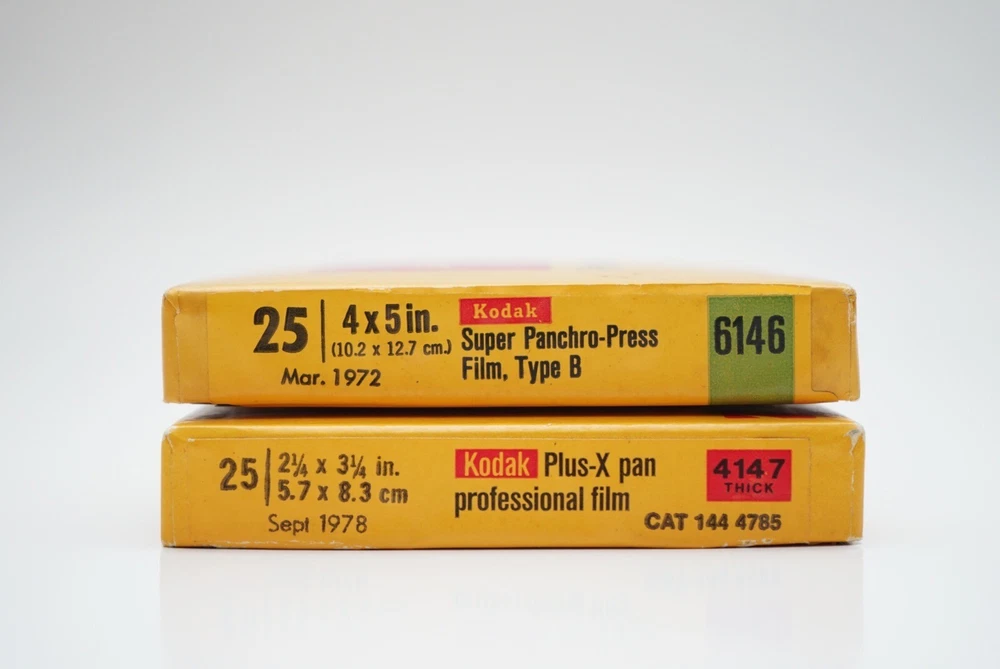 25 | 4 x 5 in.
(10.2 x 12.7 cm.)
Mar. 1972
Kodak
Super Panchro-Press
Film, Type B
6146
25 | 2¼ x 3¼ in.
5.7 x 8.3 cm
Sept 1978
Kodak Plus-X pan
professional film
4147
THICK
CAT 144 4785